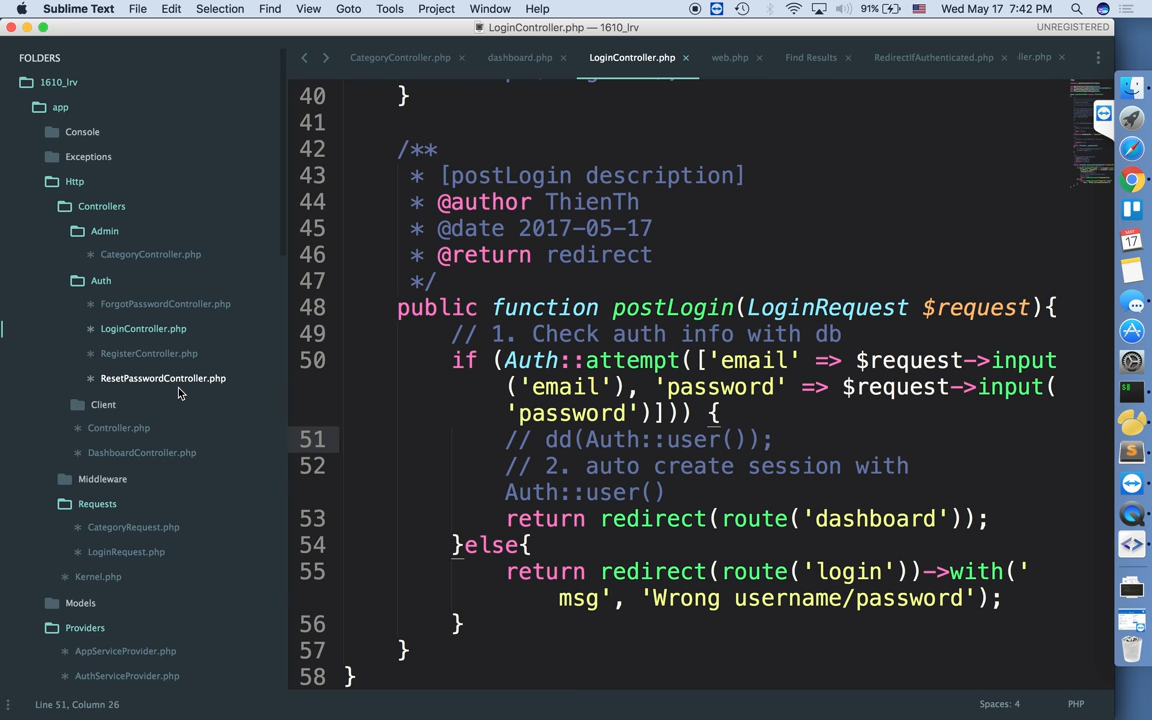 Sublime Text File Edit Selection Find View Goto Tools Project Window Help 91% Wed May 17 7:42 PM
LoginController.php — 1610_lrv UNREGISTERED
FOLDERS
1610_lrv
app
Console
Exceptions
Http
Controllers
Admin
CategoryController.php
Auth
ForgotPasswordController.php
LoginController.php
RegisterController.php
ResetPasswordController.php
Client
Controller.php
DashboardController.php
Middleware
Requests
CategoryRequest.php
LoginRequest.php
Kernel.php
Models
Providers
AppServiceProvider.php
AuthServiceProvider.php
CategoryController.php × dashboard.php × LoginController.php × web.php × Find Results × RedirectIfAuthenticated.php × ller.php ×
40 }
41
42 /**
43 * [postLogin description]
44 * @author ThienTh
45 * @date 2017-05-17
46 * @return redirect
47 */
48 public function postLogin(LoginRequest $request){
49 // 1. Check auth info with db
50 if (Auth::attempt(['email' => $request->input
('email'), 'password' => $request->input(
'password')])) {
51 // dd(Auth::user());
52 // 2. auto create session with
Auth::user()
53 return redirect(route('dashboard'));
54 }else{
55 return redirect(route('login'))->with('
msg', 'Wrong username/password');
56 }
57 }
58 }
MAY
17
Line 51, Column 26 Spaces: 4 PHP